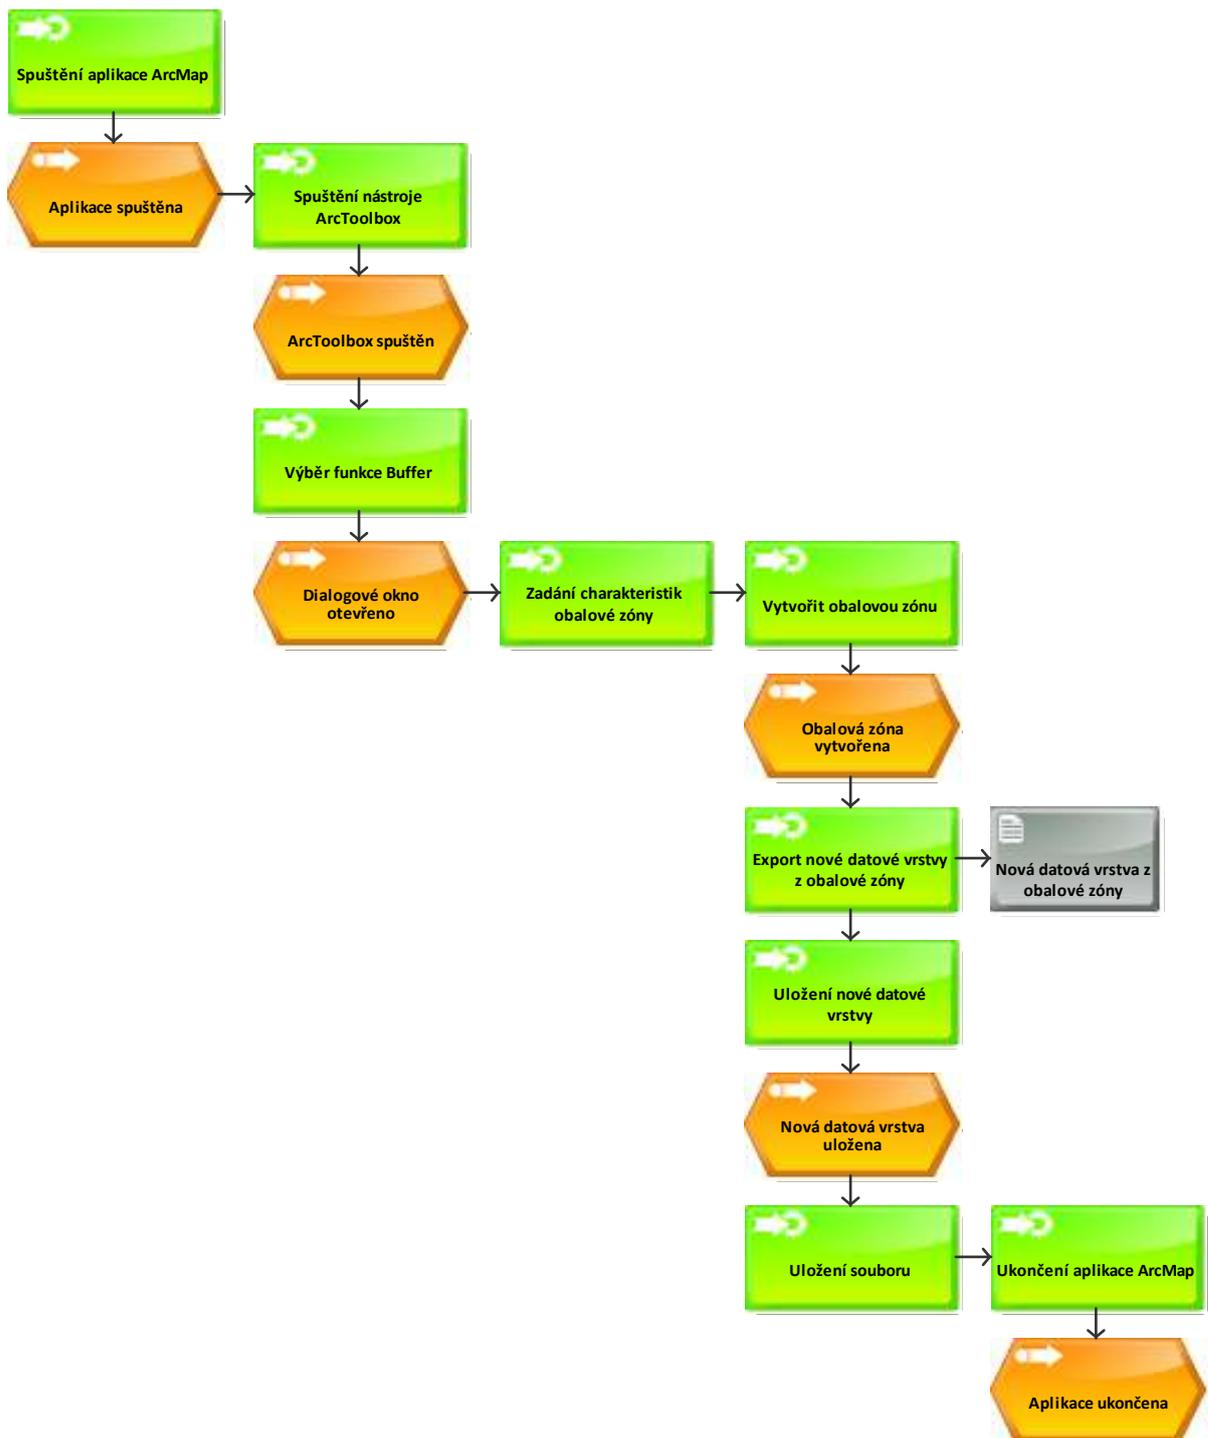 Spuštění aplikace ArcMap
Aplikace spuštěna
Spuštění nástroje
ArcToolbox
ArcToolbox spuštěn
Výběr funkce Buffer
Dialogové okno
otevřeno
Zadání charakteristik
obalové zóny
Vytvořit obalovou zónu
Obalová zóna
vytvořena
Export nové datové vrstvy
z obalové zóny
Nová datová vrstva z
obalové zóny
Uložení nové datové
vrstvy
Nová datová vrstva
uložena
Uložení souboru
Ukončení aplikace ArcMap
Aplikace ukončena